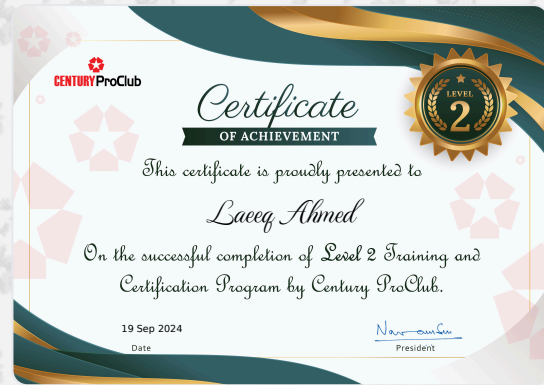 CENTURY ProClub
LEVEL
2
Certificate
OF ACHIEVEMENT
This certificate is proudly presented to
Laeeq Ahmed
On the successful completion of Level 2 Training and
Certification Program by Century ProClub.
19 Sep 2024
Date
President